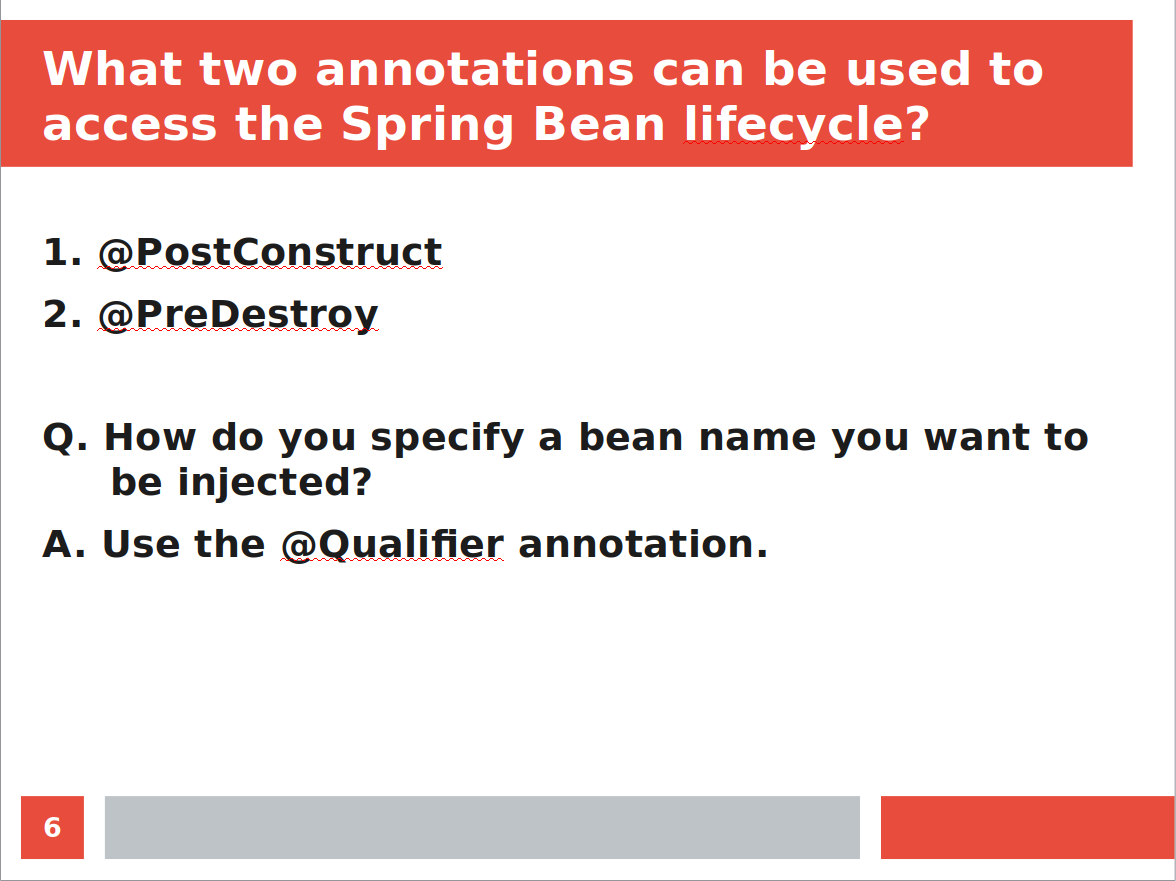 What two annotations can be used to
access the Spring Bean lifecycle?
1. @PostConstruct
2. @PreDestroy
Q. How do you specify a bean name you want to
be injected?
A. Use the @Qualifier annotation.
6